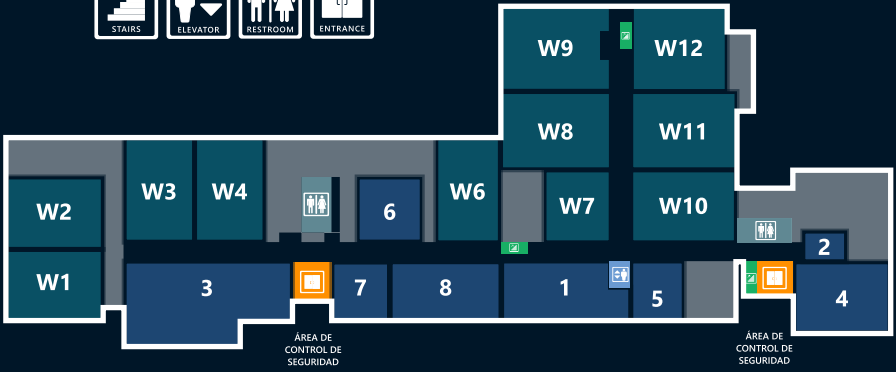 STAIRS
ELEVATOR
RESTROOM
ENTRANCE
W9
W12
W8
W11
W3
W4
W6
W7
W10
W2
6
2
W1
3
7
8
1
5
4
ÁREA DE
CONTROL DE
SEGURIDAD
ÁREA DE
CONTROL DE
SEGURIDAD